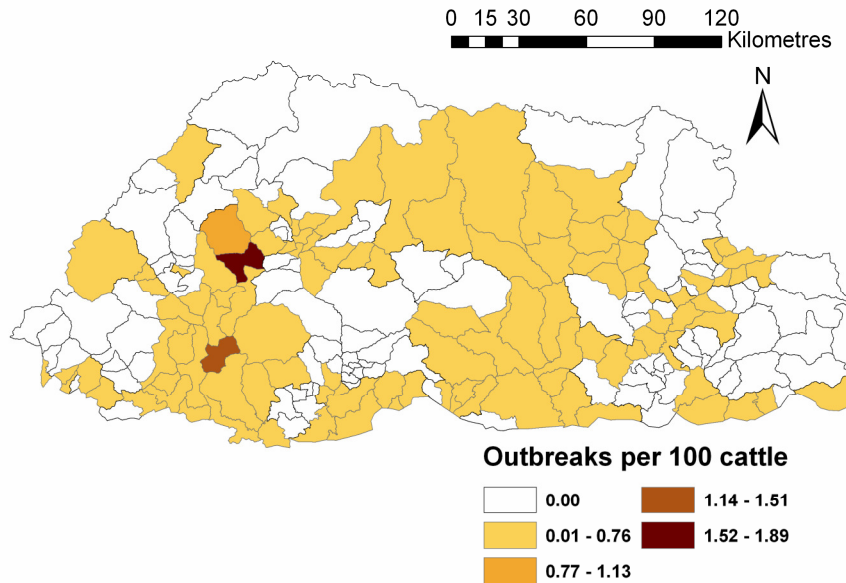 0 15 30 60 90 120
Kilometres
N
Outbreaks per 100 cattle
0.00
0.01 - 0.76
0.77 - 1.13
1.14 - 1.51
1.52 - 1.89